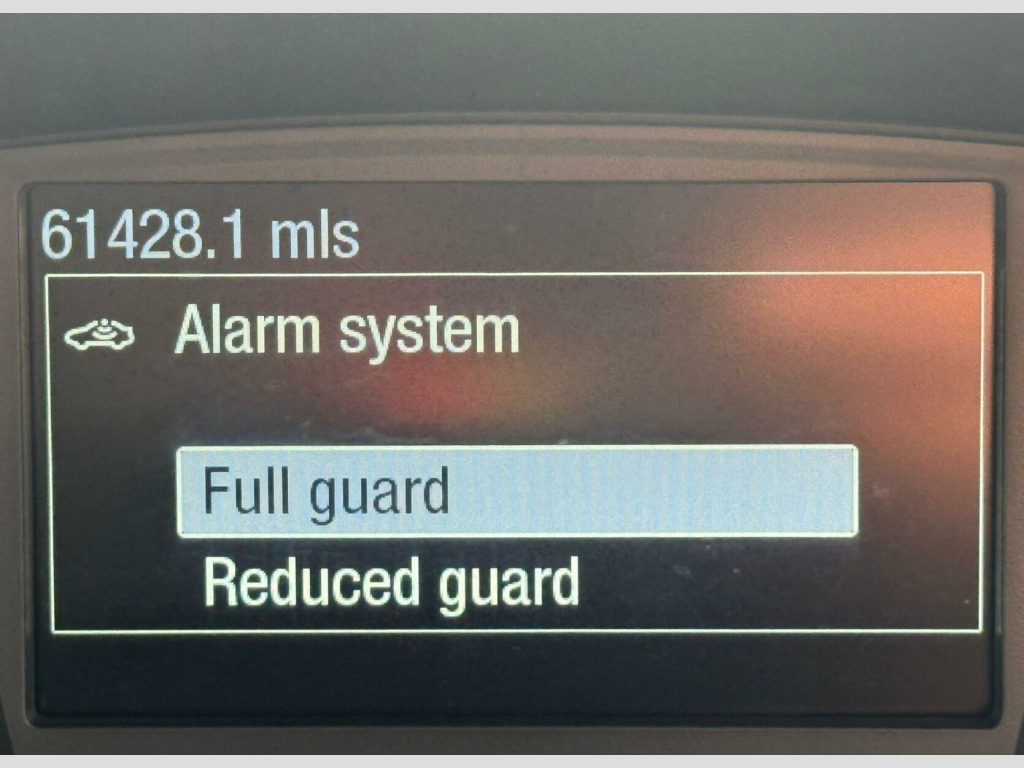 61428.1 mls
Alarm system
Full guard
Reduced guard